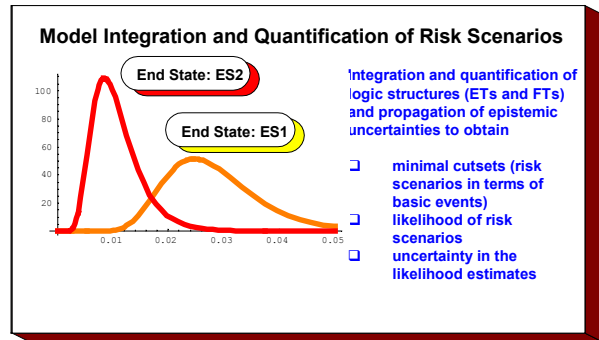 Model Integration and Quantification of Risk Scenarios
End State: ES2
End State: ES1
100
80
60
40
20
0.01 0.02 0.03 0.04 0.05
Integration and quantification of
logic structures (ETs and FTs)
and propagation of epistemic
uncertainties to obtain
❑ minimal cutsets (risk
scenarios in terms of
basic events)
❑ likelihood of risk
scenarios
❑ uncertainty in the
likelihood estimates